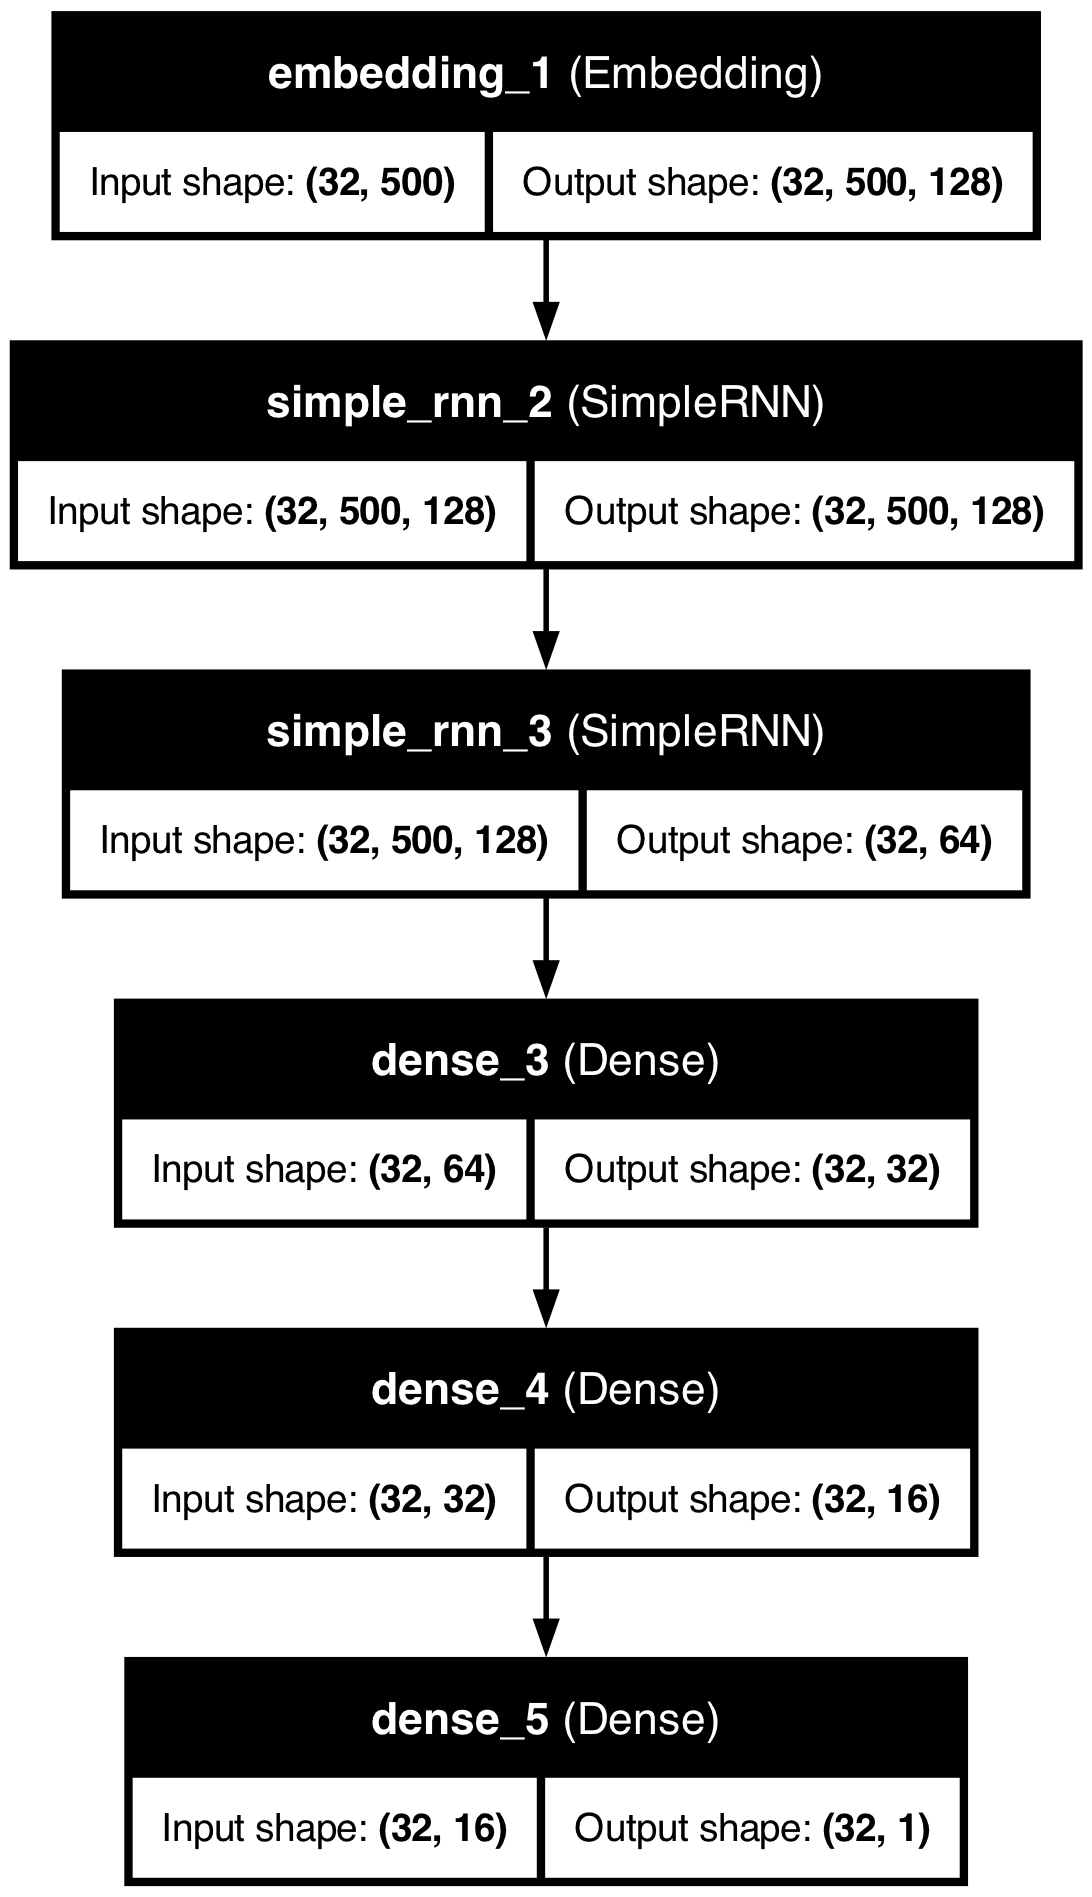 embedding_1 (Embedding)
Input shape: (32, 500)
Output shape: (32, 500, 128)
simple_rnn_2 (SimpleRNN)
Input shape: (32, 500, 128)
Output shape: (32, 500, 128)
simple_rnn_3 (SimpleRNN)
Input shape: (32, 500, 128)
Output shape: (32, 64)
dense_3 (Dense)
Input shape: (32, 64)
Output shape: (32, 32)
dense_4 (Dense)
Input shape: (32, 32)
Output shape: (32, 16)
dense_5 (Dense)
Input shape: (32, 16)
Output shape: (32, 1)